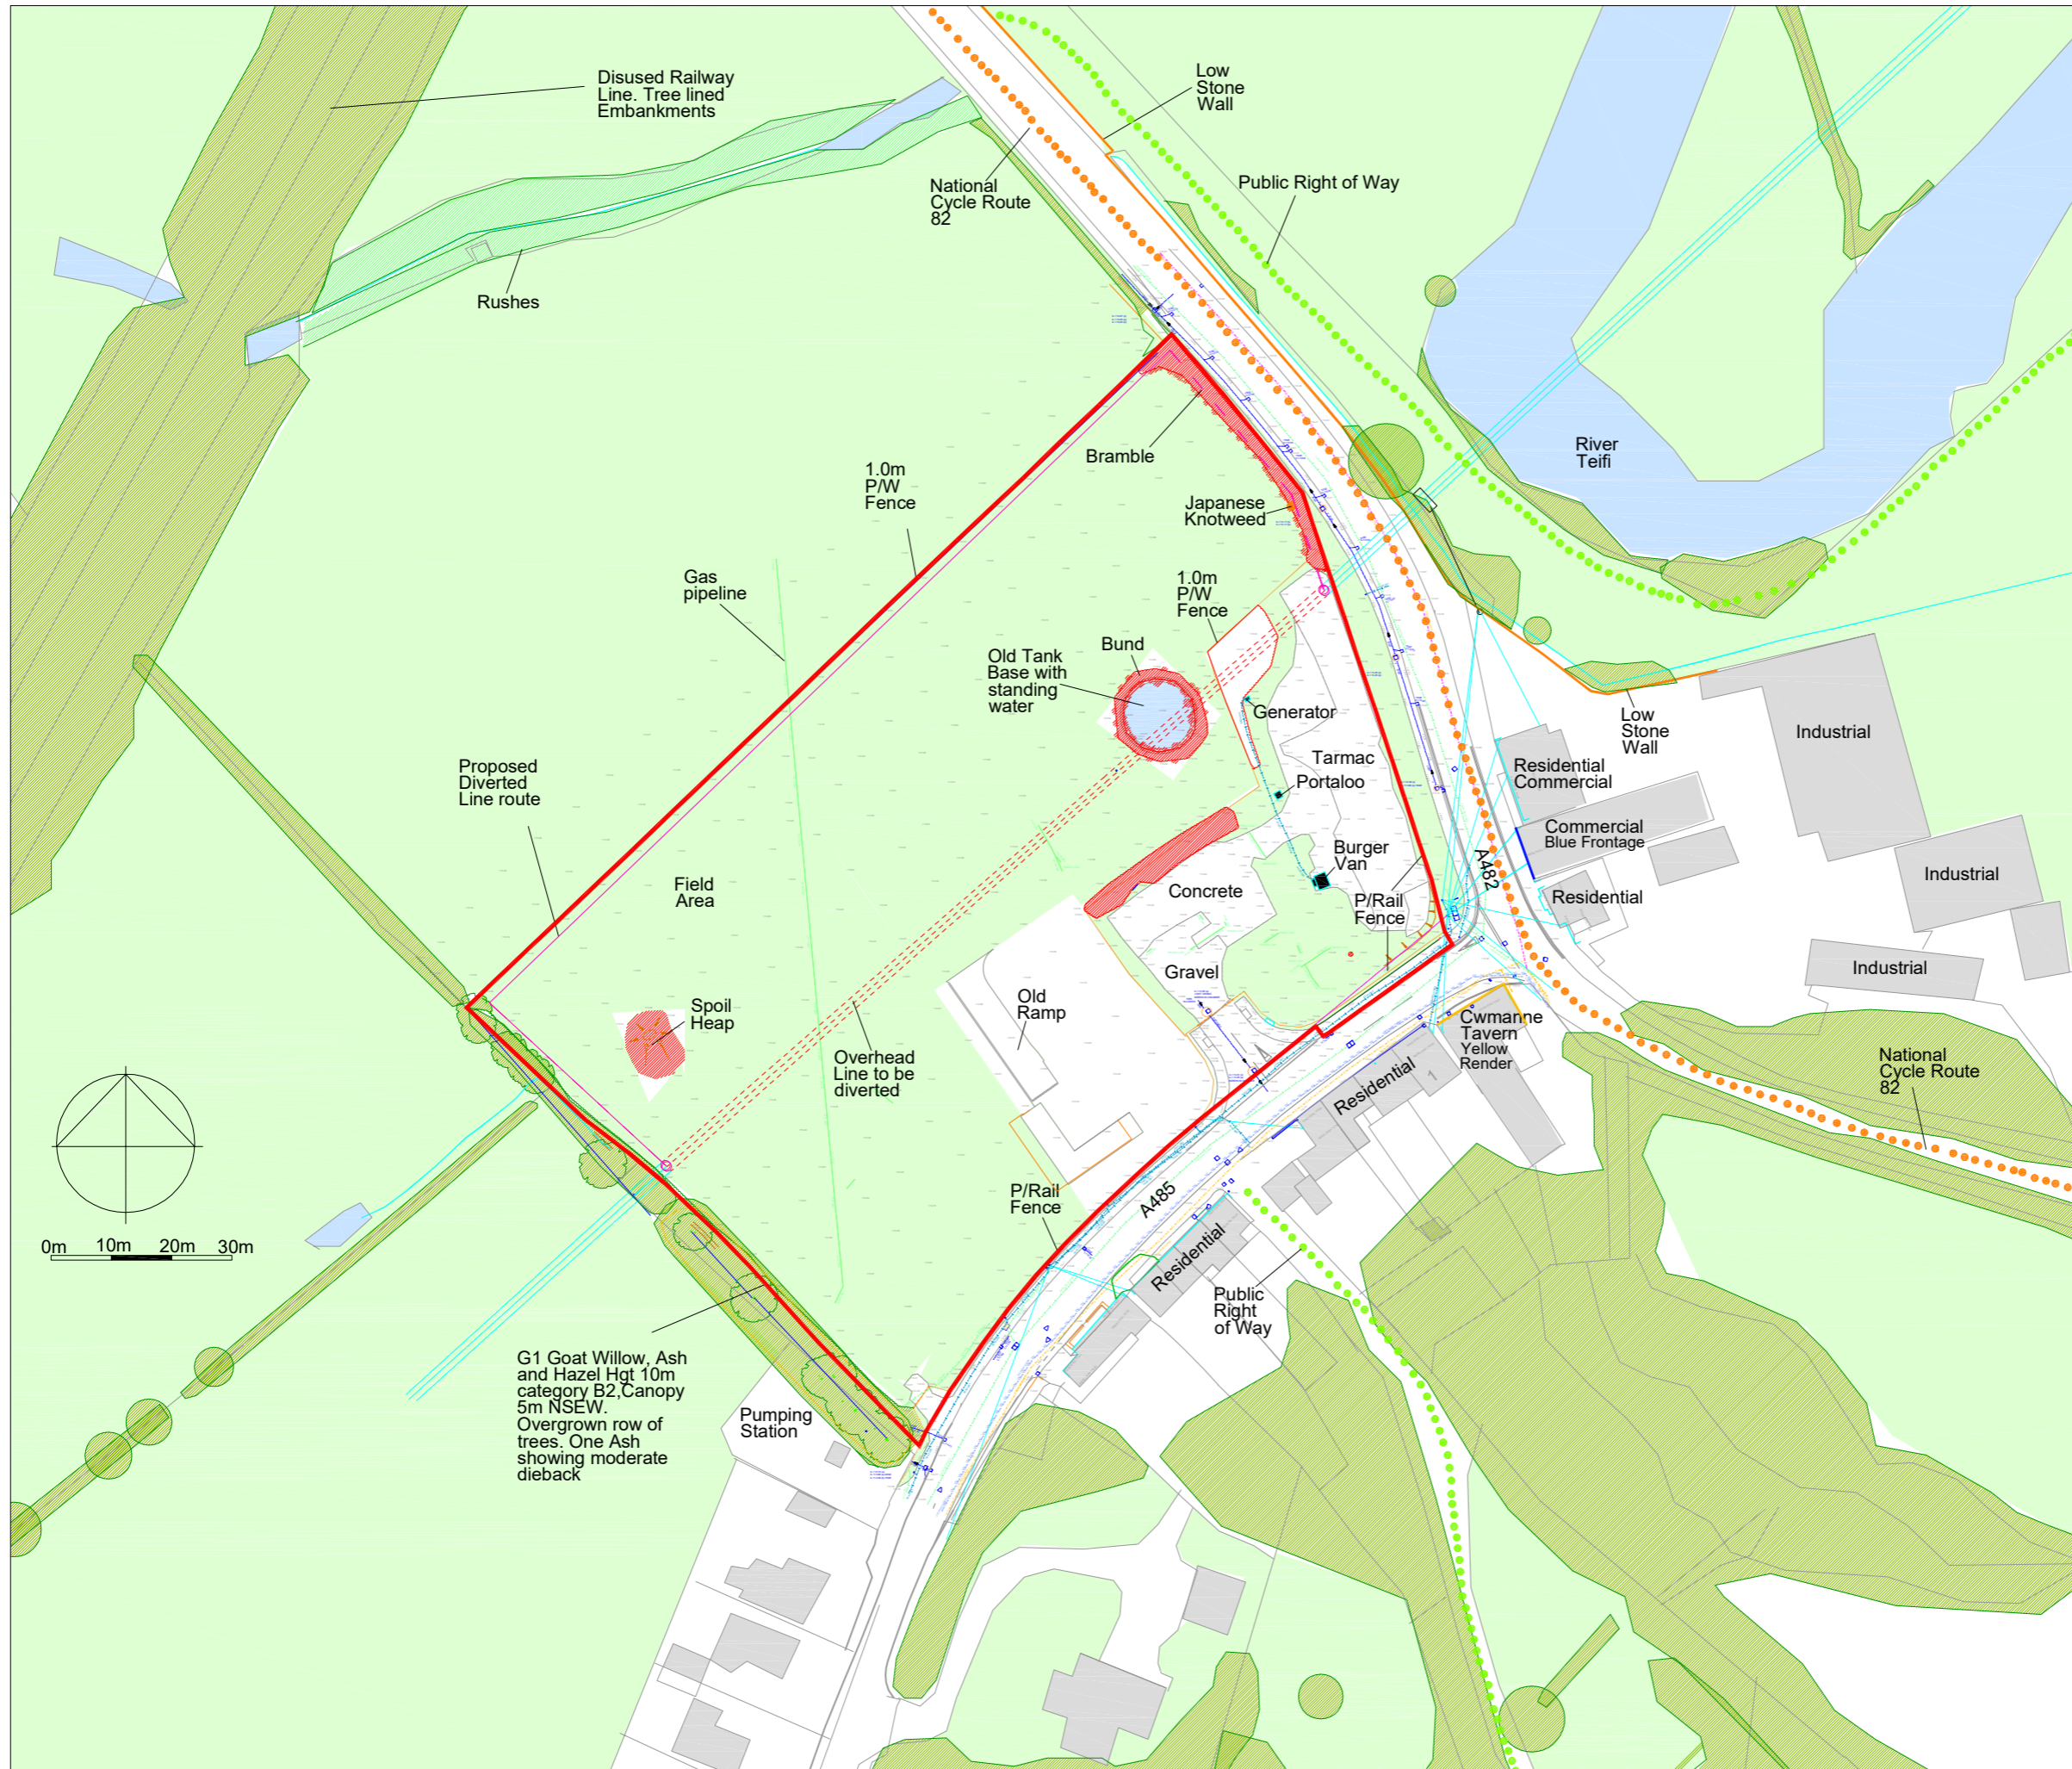 Disused Railway
Line. Tree lined
Embankments
Low
Stone
Wall
National
Cycle Route
82
Public Right of Way
Rushes
1.0m
P/W
Fence
Bramble
River
Teifi
Japanese
Knotweed
Gas
pipeline
1.0m
P/W
Fence
Bund
Old Tank
Base with
standing
water
Generator
Low
Stone
Wall
Industrial
Tarmac
Residential
Commercial
Portaloo
Proposed
Diverted
Line route
Commercial
Blue Frontage
Burger
Van
A482
Industrial
Field
Area
Concrete
P/Rail
Fence
Residential
Gravel
Industrial
Spoil
Heap
Old
Ramp
Cwmanne
Tavern
Yellow
Render
Overhead
Line to be
diverted
Residential
1
National
Cycle Route
82
P/Rail
Fence
A485
0m 10m 20m 30m
Residential
Public
Right
of Way
G1 Goat Willow, Ash
and Hazel Hgt 10m
category B2,Canopy
5m NSEW.
Overgrown row of
trees. One Ash
showing moderate
dieback
Pumping
Station